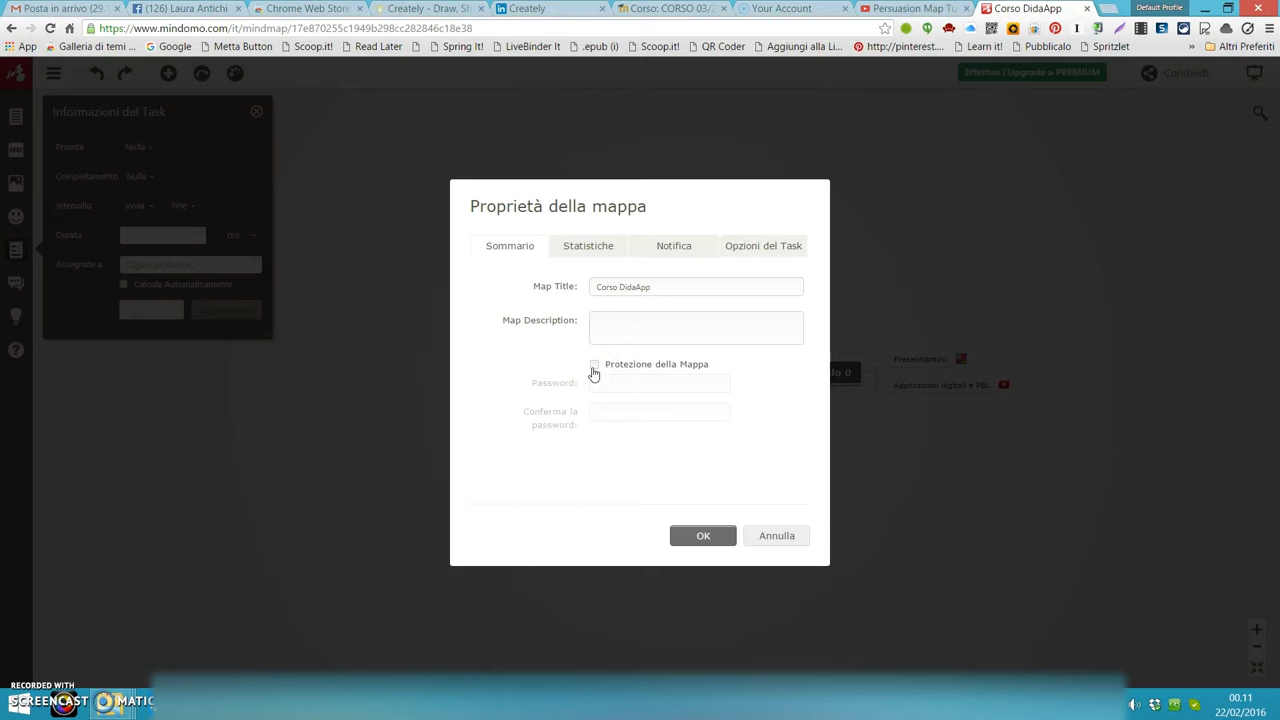 Posta in arrivo (29.
(126) Laura Antichi
Chrome Web Store
Creately - Draw, Sh
Creately
Corso: CORSO 03/2
Your Account
Persuasion Map Tu
Corso DidaApp
Default Profile
https://www.mindomo.com/it/mindmap/17e870255c1949b298cc282846c18e38
App
Galleria di temi ...
Google
Metta Button
Scoop.it!
Read Later
Spring It!
LiveBinder It
.epub (i)
Scoop.it!
QR Coder
Aggiungi alla Li...
http://pinterest....
Learn it!
Pubblicalo
Spritzlet
»
Altri Preferiti
Effettua l'Upgrade a PREMIUM
Condividi
Informazioni del Task
Priorità
Nulla
Completamento
Nulla
Intervallo
avvia
Fine
Durata
ore
Assegnate a
Calcola Automaticamente
Proprietà della mappa
Sommario
Statistiche
Notifica
Opzioni del Task
Map Title:
Corso DidaApp
Map Description:
Protezione della Mappa
Password:
Conferma la
password:
OK
Annulla
lo 0
Presentiamoci
Applicazioni digitali e PBL
RECORDED WITH
SCREENCAST
MATIC
00.11
22/02/2016